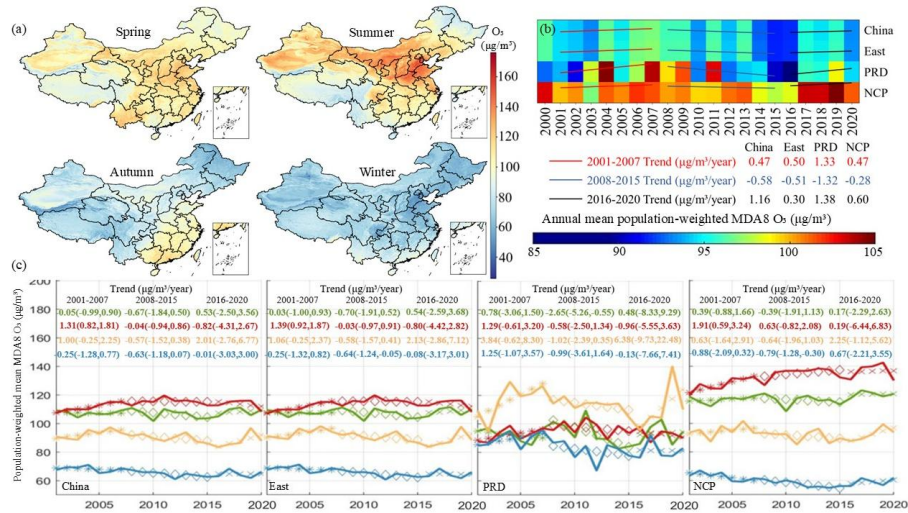 (a)
Spring
Summer
O₃
(μg/m³)
160
140
120
100
80
60
40
Autumn
Winter
(b)
China
East
PRD
NCP
2000 2001 2002 2003 2004 2005 2006 2007 2008 2009 2010 2011 2012 2013 2014 2015 2016 2017 2018 2019 2020
China East PRD NCP
2001-2007 Trend (μg/m³/year) 0.47 0.50 1.33 0.47
2008-2015 Trend (μg/m³/year) -0.58 -0.51 -1.32 -0.28
2016-2020 Trend (μg/m³/year) 1.16 0.30 1.38 0.60
Annual mean population-weighted MDA8 O₃ (μg/m³)
85 90 95 100 105
(c)
Population-weighted mean MDA8 O₃ (μg/m³)
200
180
160
140
120
100
80
60
Trend (μg/m³/year)
2001-2007 2008-2015 2016-2020
0.05(-0.99,0.90) -0.67(-1.84,0.50) 0.53(-2.50,3.56)
1.31(0.82,1.81) -0.04(-0.94,0.86) -0.82(-4.31,2.67)
1.00(-0.25,2.25) -0.57(-1.52,0.38) 2.01(-2.76,6.77)
-0.25(-1.28,0.77) -0.63(-1.18,0.07) -0.01(-3.03,3.00)
China
2005 2010 2015 2020
Trend (μg/m³/year)
2001-2007 2008-2015 2016-2020
0.03(-1.00,0.93) -0.70(-1.91,0.52) 0.54(-2.59,3.68)
1.39(0.92,1.87) -0.03(-0.97,0.91) -0.80(-4.42,2.82)
1.06(-0.25,2.37) -0.58(-1.57,0.41) 2.13(-2.86,7.12)
-0.25(-1.32,0.82) -0.64(-1.24,-0.05) -0.08(-3.17,3.01)
East
2005 2010 2015 2020
Trend (μg/m³/year)
2001-2007 2008-2015 2016-2020
0.78(-3.06,1.50) -2.65(-5.26,-0.55) 0.48(-8.33,9.29)
1.29(-0.61,3.20) -0.58(-2.50,1.34) -0.96(-5.55,3.63)
3.84(-0.62,8.30) -1.02(-2.39,0.35) 6.38(-9.73,22.48)
1.25(-1.07,3.57) -0.99(-3.61,1.64) -0.13(-7.66,7.41)
PRD
2005 2010 2015 2020
Trend (μg/m³/year)
2001-2007 2008-2015 2016-2020
0.39(-0.88,1.66) -0.39(-1.91,1.13) 0.17(-2.29,2.63)
1.91(0.59,3.24) 0.63(-0.82,2.08) 0.19(-6.44,6.83)
0.63(-1.64,2.91) -0.64(-1.96,1.03) 2.25(-1.12,5.62)
-0.88(-2.09,0.32) -0.79(-1.28,-0.30) 0.67(-2.21,3.55)
NCP
2005 2010 2015 2020